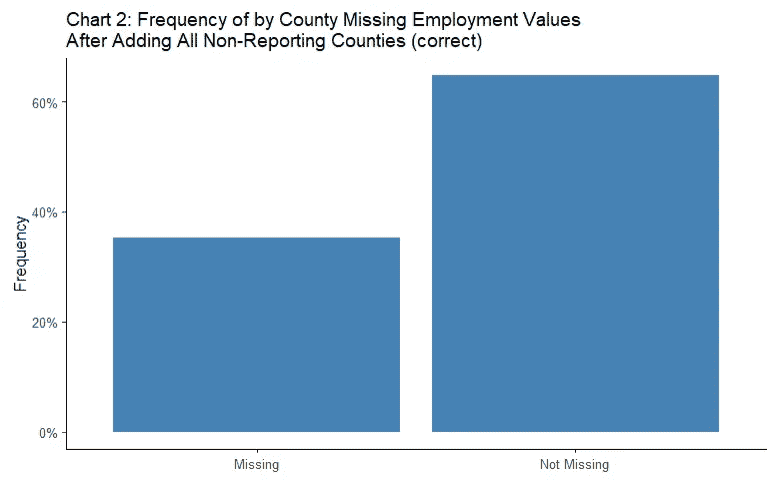 Chart 2: Frequency of by County Missing Employment Values
After Adding All Non-Reporting Counties (correct)
Frequency
60%
40%
20%
0%
Missing
Not Missing